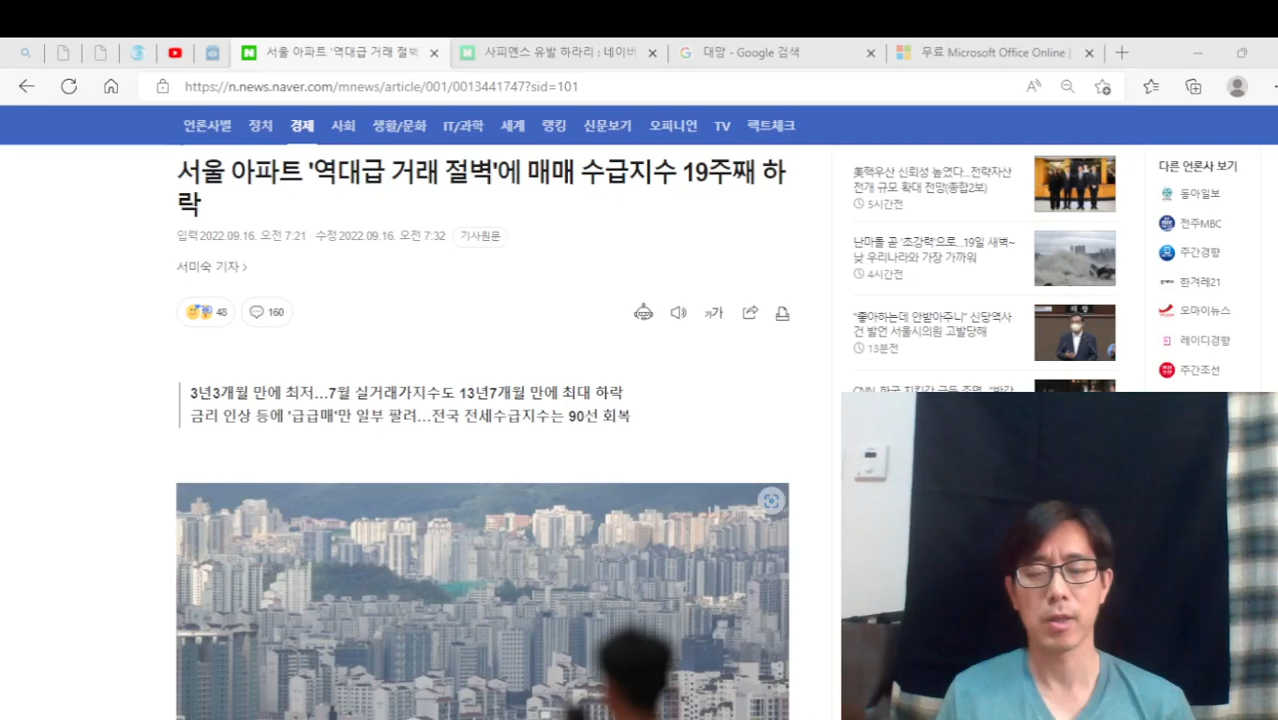 서울 아파트 '역대급 거래 절벽
사피엔스 유발 하라리 : 네이버
대망 - Google 검색
무료 Microsoft Office Online |
https://n.news.naver.com/mnews/article/001/0013441747?sid=101
언론사별 정치 경제 사회 생활/문화 IT/과학 세계 랭킹 신문보기 오피니언 TV 팩트체크
서울 아파트 '역대급 거래 절벽'에 매매 수급지수 19주째 하
락
입력2022.09.16. 오전 7:21 수정2022.09.16. 오전 7:32 기사원문
서미숙 기자
48 160
가가
3년3개월 만에 최저…7월 실거래가지수도 13년7개월 만에 최대 하락
금리 인상 등에 '급급매'만 일부 팔려…전국 전세수급지수는 90선 회복
美핵우산 신뢰성 높였다…전략자산
전개 규모 확대 전망(종합2보)
5시간전
난마돌 곧 '초강력'으로…19일 새벽~
낮 우리나라와 가장 가까워
4시간전
"좋아하는데 안받아주니" 신당역사
건 발언 서울시의원 고발당해
13분전
다른 언론사 보기
동아일보
전주MBC
주간경향
한겨레21
오마이뉴스
레이디경향
주간조선